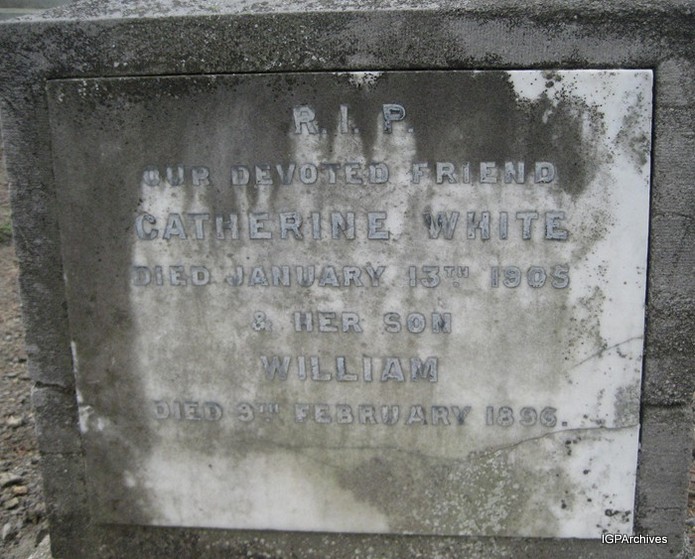 R. I. P.
OUR DEVOTED FRIEND
CATHERINE WHITE
DIED JANUARY 13TH 1905
& HER SON
WILLIAM
DIED 9TH FEBRUARY 1896.
IGPArchives